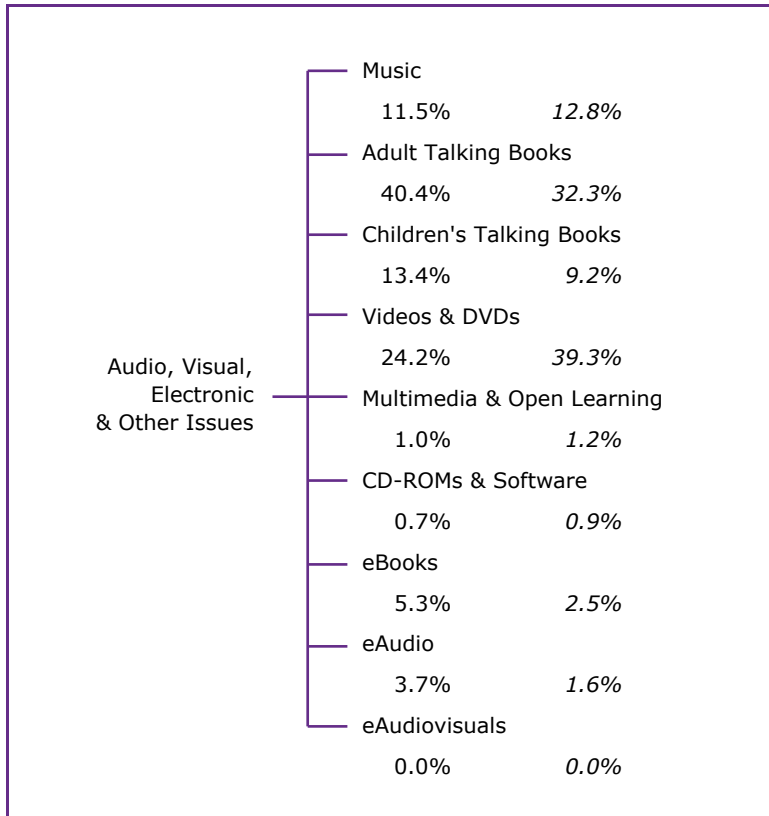 Music
11.5% 12.8%
Adult Talking Books
40.4% 32.3%
Children's Talking Books
13.4% 9.2%
Videos & DVDs
24.2% 39.3%
Audio, Visual,
Electronic
& Other Issues
Multimedia & Open Learning
1.0% 1.2%
CD-ROMs & Software
0.7% 0.9%
eBooks
5.3% 2.5%
eAudio
3.7% 1.6%
eAudiovisuals
0.0% 0.0%